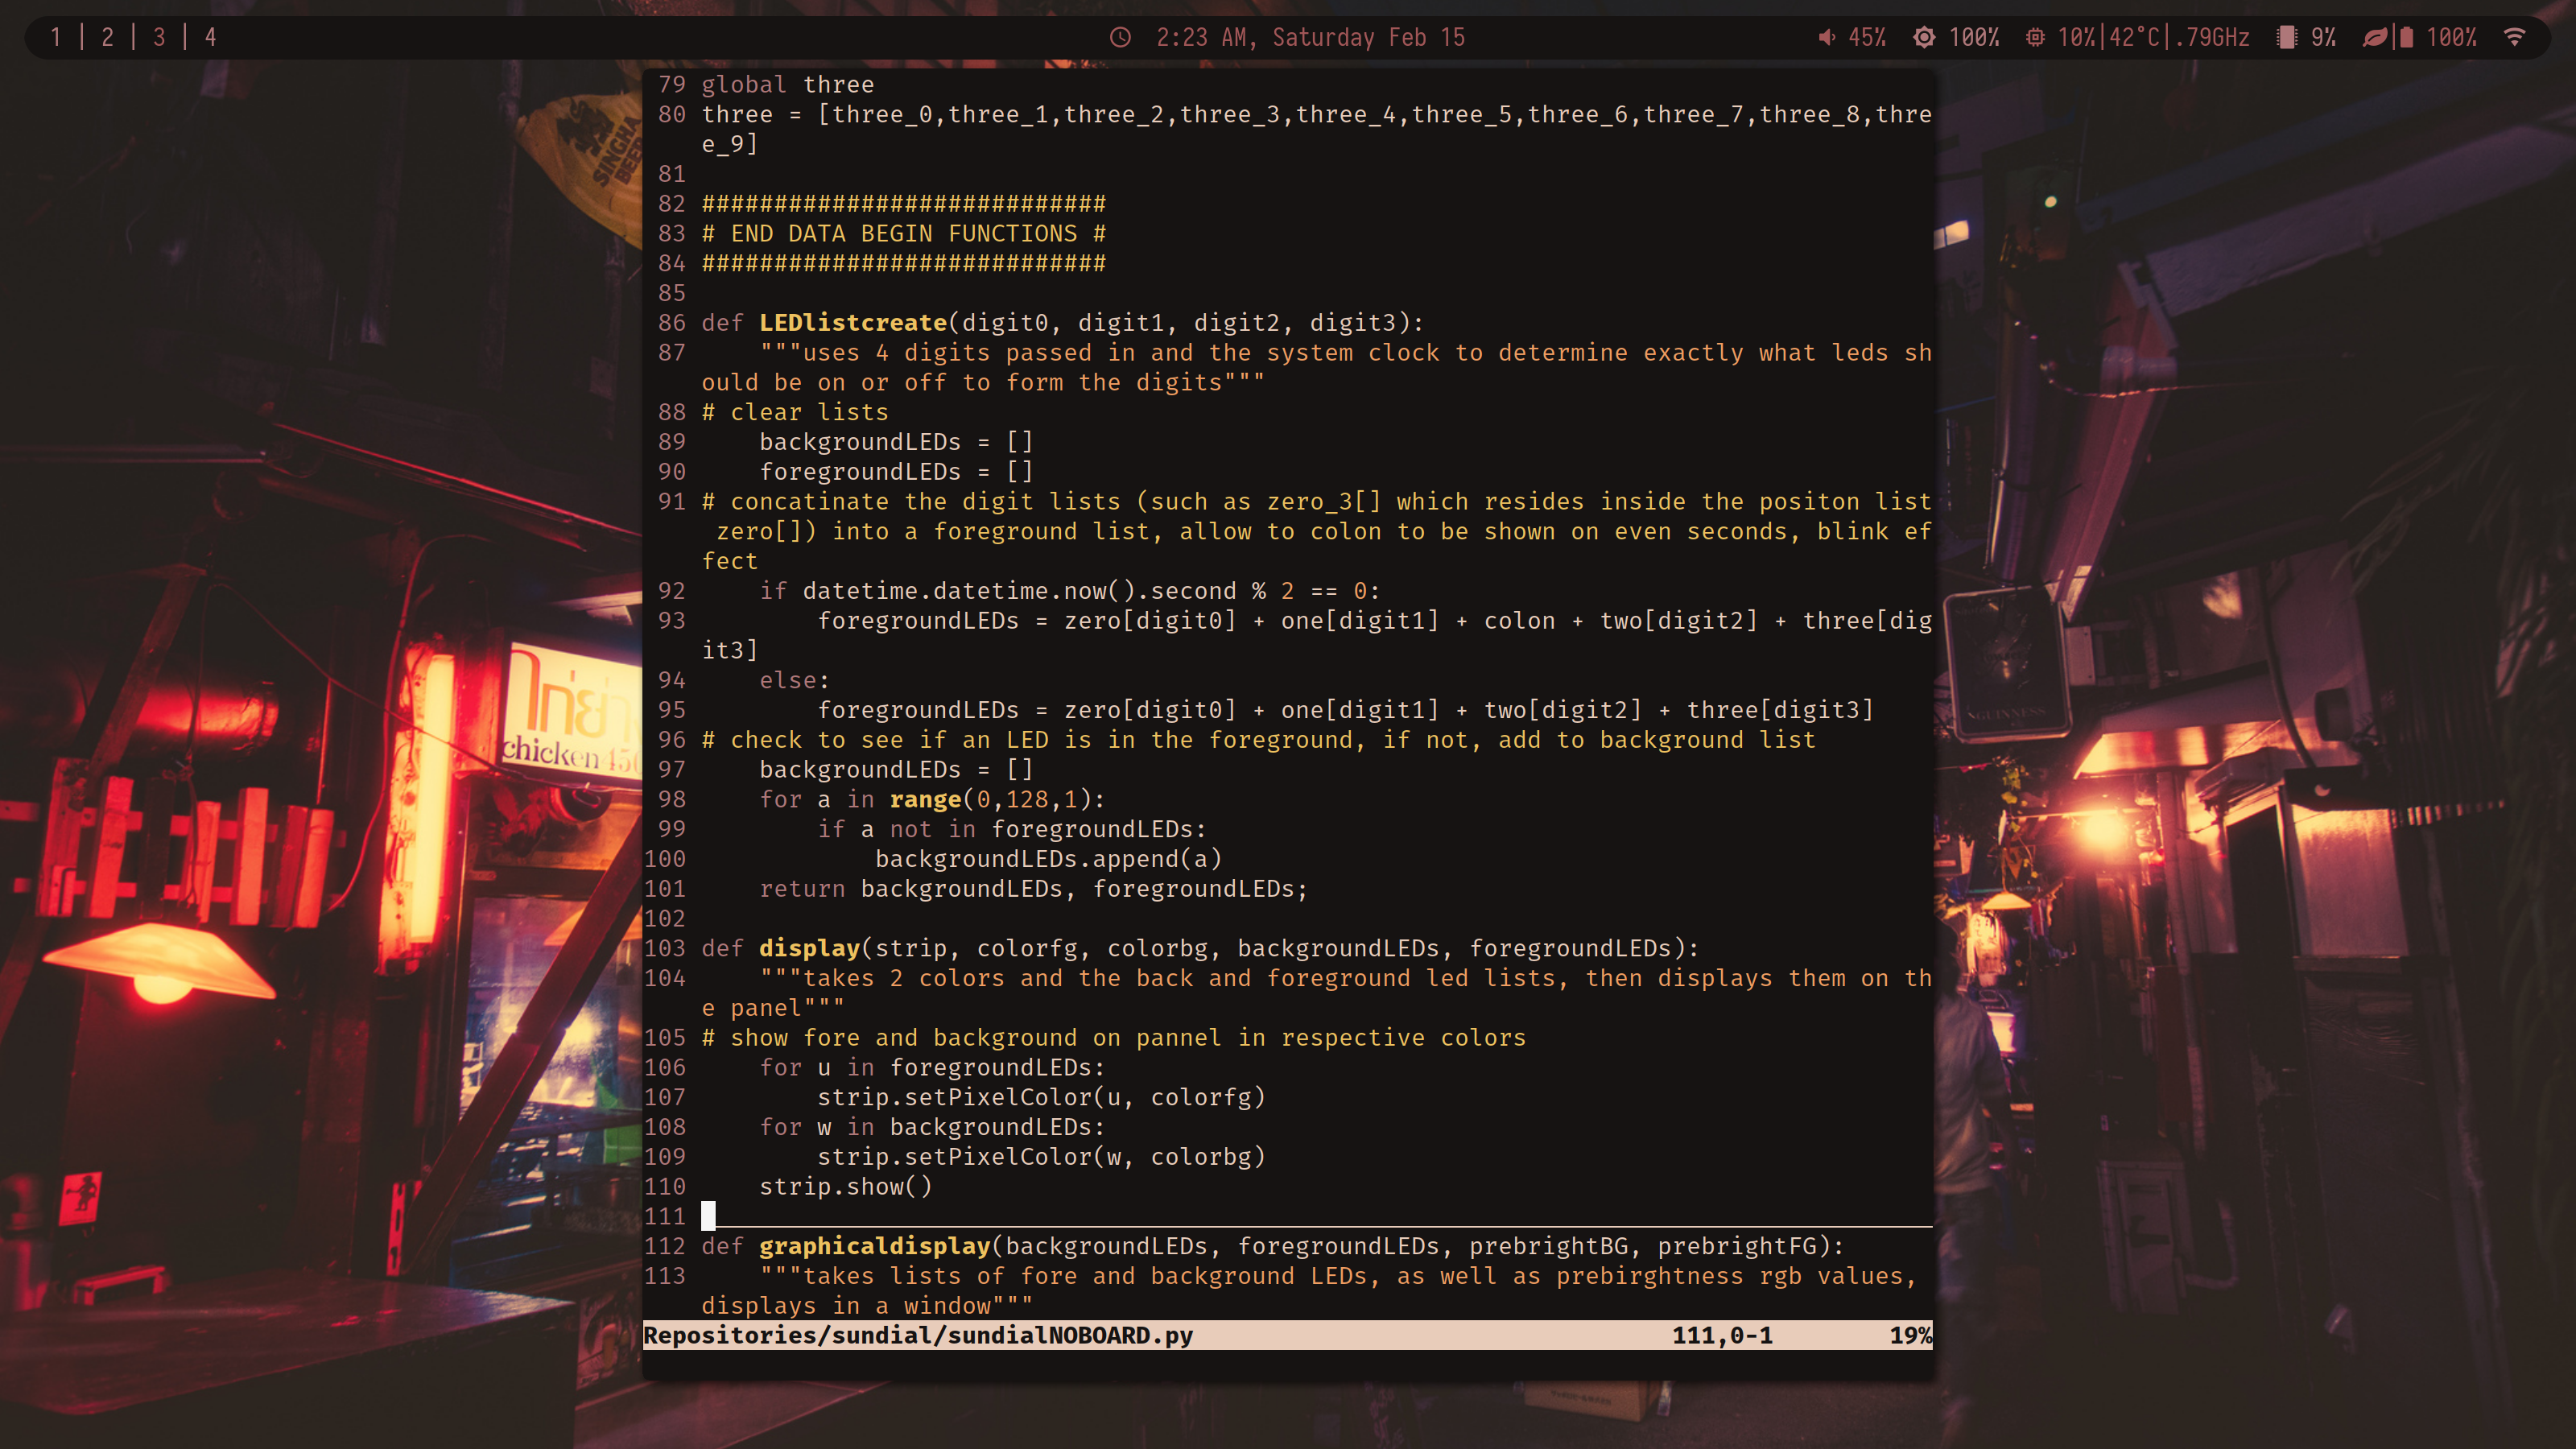 1 | 2 | 3 | 4
2:23 AM, Saturday Feb 15
45% 100% 10%|42°C|.79GHz 9% | 100%
SINGHA
BEER
79 global three
80 three = [three_0,three_1,three_2,three_3,three_4,three_5,three_6,three_7,three_8,thre
e_9]
81
82 ############################
83 # END DATA BEGIN FUNCTIONS #
84 ############################
85
86 def LEDlistcreate(digit0, digit1, digit2, digit3):
87     """uses 4 digits passed in and the system clock to determine exactly what leds sh
ould be on or off to form the digits"""
88 # clear lists
89     backgroundLEDs = []
90     foregroundLEDs = []
91 # concatinate the digit lists (such as zero_3[] which resides inside the positon list
 zero[]) into a foreground list, allow to colon to be shown on even seconds, blink ef
fect
92     if datetime.datetime.now().second % 2 == 0:
93         foregroundLEDs = zero[digit0] + one[digit1] + colon + two[digit2] + three[dig
it3]
94     else:
95         foregroundLEDs = zero[digit0] + one[digit1] + two[digit2] + three[digit3]
96 # check to see if an LED is in the foreground, if not, add to background list
97     backgroundLEDs = []
98     for a in range(0,128,1):
99         if a not in foregroundLEDs:
100             backgroundLEDs.append(a)
101     return backgroundLEDs, foregroundLEDs;
102
103 def display(strip, colorfg, colorbg, backgroundLEDs, foregroundLEDs):
104     """takes 2 colors and the back and foreground led lists, then displays them on th
e panel"""
105 # show fore and background on pannel in respective colors
106     for u in foregroundLEDs:
107         strip.setPixelColor(u, colorfg)
108     for w in backgroundLEDs:
109         strip.setPixelColor(w, colorbg)
110     strip.show()
111
112 def graphicaldisplay(backgroundLEDs, foregroundLEDs, prebrightBG, prebrightFG):
113     """takes lists of fore and background LEDs, as well as prebirghtness rgb values,
displays in a window"""
Repositories/sundial/sundialNOBOARD.py 111,0-1 19%
chicken
GUINNESS